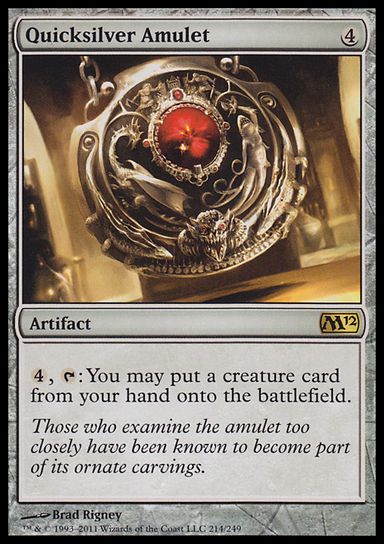 Quicksilver Amulet 4
Artifact M12
4, : You may put a creature card
from your hand onto the battlefield.
Those who examine the amulet too
closely have been known to become part
of its ornate carvings.
Brad Rigney
™ & © 1993–2011 Wizards of the Coast LLC 214/249